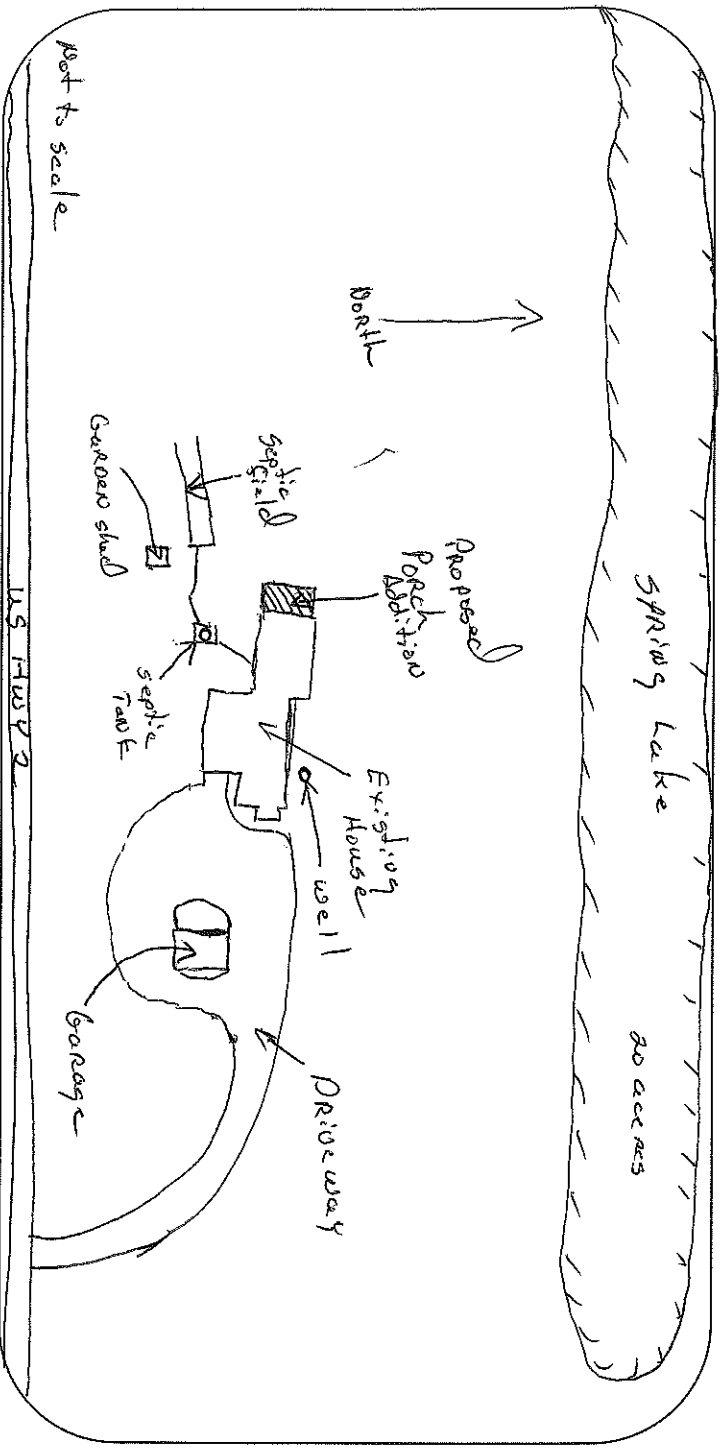 SPRING Lake
20 accRes
NORth
PROPOSED
PORch
Addition
Existing
House
well
DRiveway
Septic
Field
Garden shed
septic
Tank
Garage
Not to scale
US HWY 2